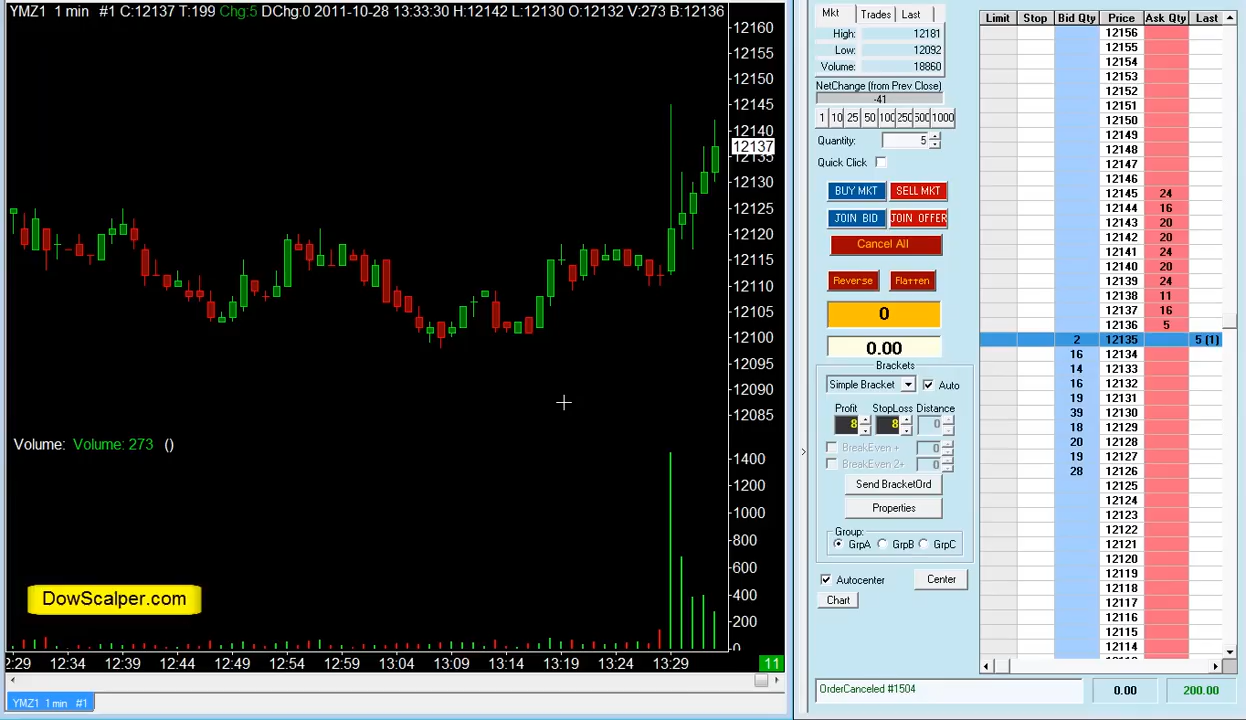 YMZ1 1 min #1 C:12137 T:199 Chg:5 DChg:0 2011-10-28 13:33:30 H:12142 L:12130 O:12132 V:273 B:12136
12160
12155
12150
12145
12140
12137
12135
12130
12125
12120
12115
12110
12105
12100
12095
12090
12085
Volume: Volume: 273 ()
1400
1200
1000
800
600
400
200
0
DowScalper.com
2:29 12:34 12:39 12:44 12:49 12:54 12:59 13:04 13:09 13:14 13:19 13:24 13:29 11
YMZ1 1 min #1
Mkt Trades Last
High: 12181
Low: 12092
Volume: 18860
NetChange (from Prev Close)
-41
1 10 25 50 100 250 500 1000
Quantity: 5
Quick Click
BUY MKT SELL MKT
JOIN BID JOIN OFFER
Cancel All
Reverse Flatten
0
0.00
Brackets
Simple Bracket Auto
Profit StopLoss Distance
8 8 0
BreakEven + 0
BreakEven 2+ 0
Send BracketOrd
Properties
Group:
GrpA GrpB GrpC
Autocenter Center
Chart
Limit Stop Bid Qty Price Ask Qty Last
12156
12155
12154
12153
12152
12151
12150
12149
12148
12147
12146
12145 24
12144 16
12143 20
12142 20
12141 24
12140 20
12139 24
12138 11
12137 16
12136 5
2 12135 5 (1)
16 12134
14 12133
16 12132
19 12131
39 12130
18 12129
20 12128
19 12127
28 12126
12125
12124
12123
12122
12121
12120
12119
12118
12117
12116
12115
12114
OrderCanceled #1504 0.00 200.00